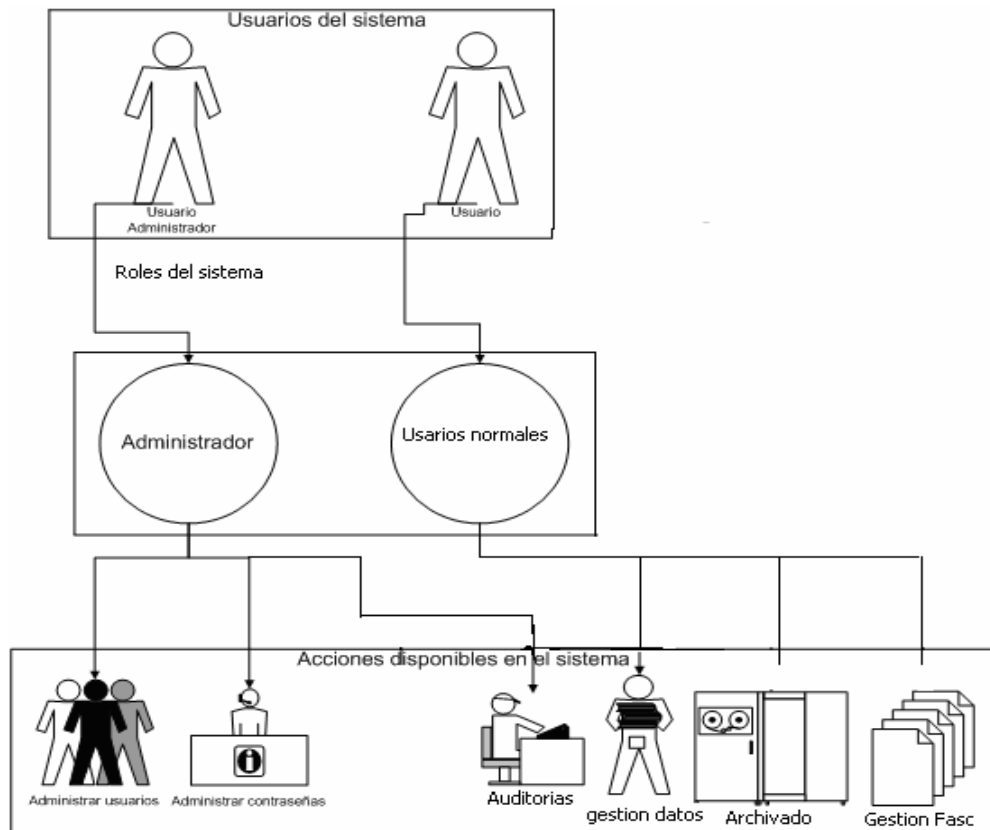 Usuarios del sistema
Usuario
Administrador
Usuario
Roles del sistema
Administrador
Usarios normales
Acciones disponibles en el sistema
Administrar usuarios
Administrar contraseñas
Auditorias
gestion datos
Archivado
Gestion Fasc